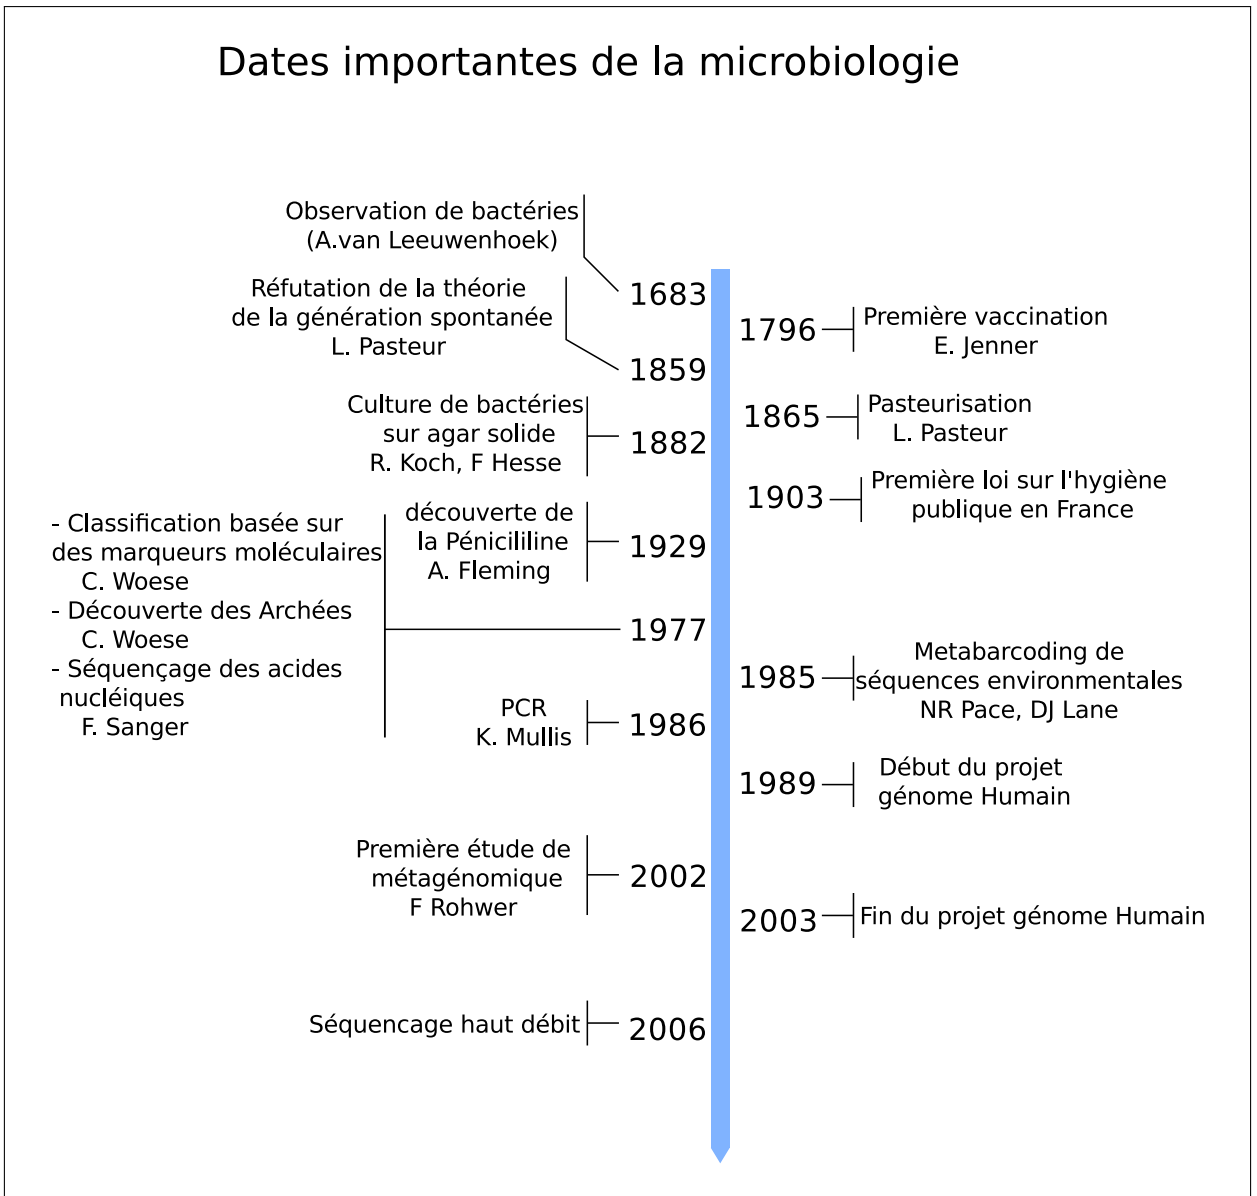 Dates importantes de la microbiologie
Observation de bactéries
(A.van Leeuwenhoek)
1683
1796
Première vaccination
E. Jenner
Réfutation de la théorie
de la génération spontanée
L. Pasteur
1859
1865
Pasteurisation
L. Pasteur
Culture de bactéries
sur agar solide
R. Koch, F Hesse
1882
1903
Première loi sur l'hygiène
publique en France
découverte de
la Pénicililine
A. Fleming
1929
- Classification basée sur
des marqueurs moléculaires
C. Woese
- Découverte des Archées
C. Woese
- Séquençage des acides
nucléiques
F. Sanger
1977
1985
Metabarcoding de
séquences environmentales
NR Pace, DJ Lane
PCR
K. Mullis
1986
1989
Début du projet
génome Humain
Première étude de
métagénomique
F Rohwer
2002
2003
Fin du projet génome Humain
Séquencage haut débit
2006